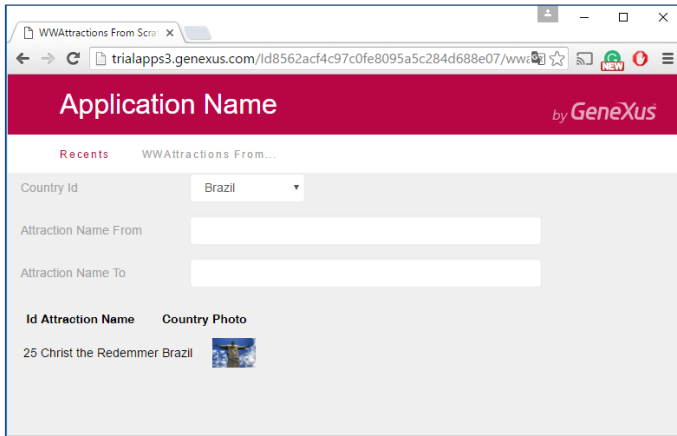 WWAttractions From Scra
trialapps3.genexus.com/Id8562acf4c97c0fe8095a5c284d688e07/wwa
NEW
Application Name
by GeneXus
Recents WWAttractions From...
Country Id Brazil
Attraction Name From
Attraction Name To
Id Attraction Name Country Photo
25 Christ the Redemmer Brazil